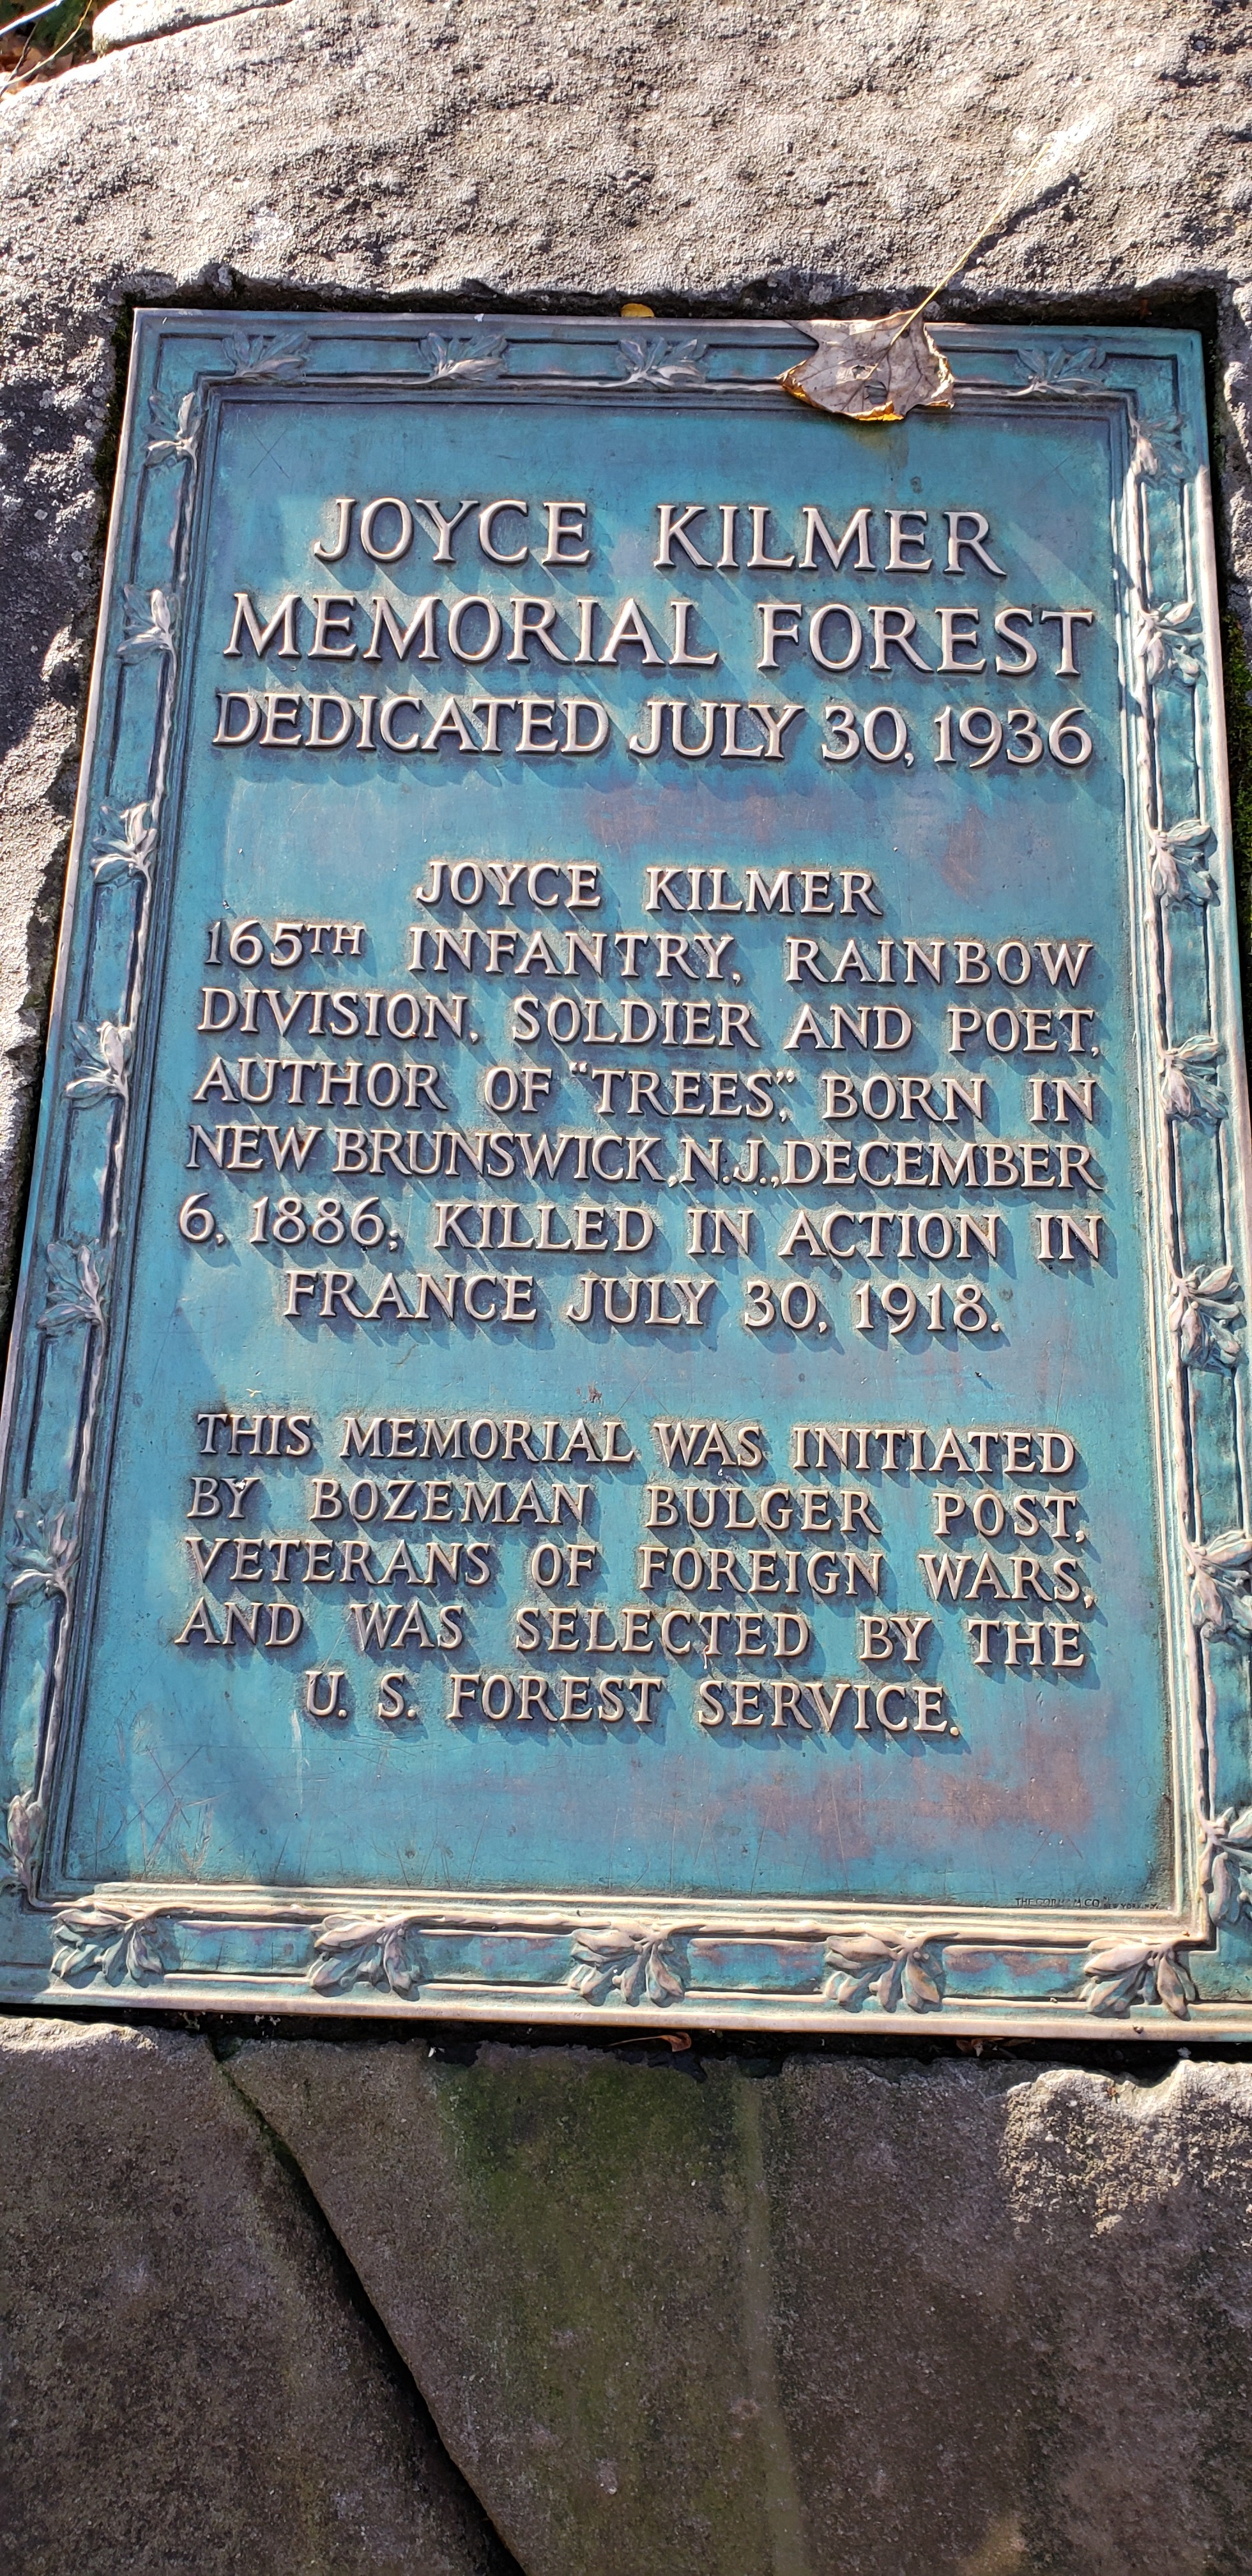 JOYCE KILMER
MEMORIAL FOREST
DEDICATED JULY 30, 1936
JOYCE KILMER
165TH INFANTRY, RAINBOW
DIVISION, SOLDIER AND POET,
AUTHOR OF "TREES", BORN IN
NEW BRUNSWICK, N.J., DECEMBER
6, 1886; KILLED IN ACTION IN
FRANCE JULY 30, 1918.
THIS MEMORIAL WAS INITIATED
BY BOZEMAN BULGER POST,
VETERANS OF FOREIGN WARS,
AND WAS SELECTED BY THE
U. S. FOREST SERVICE.